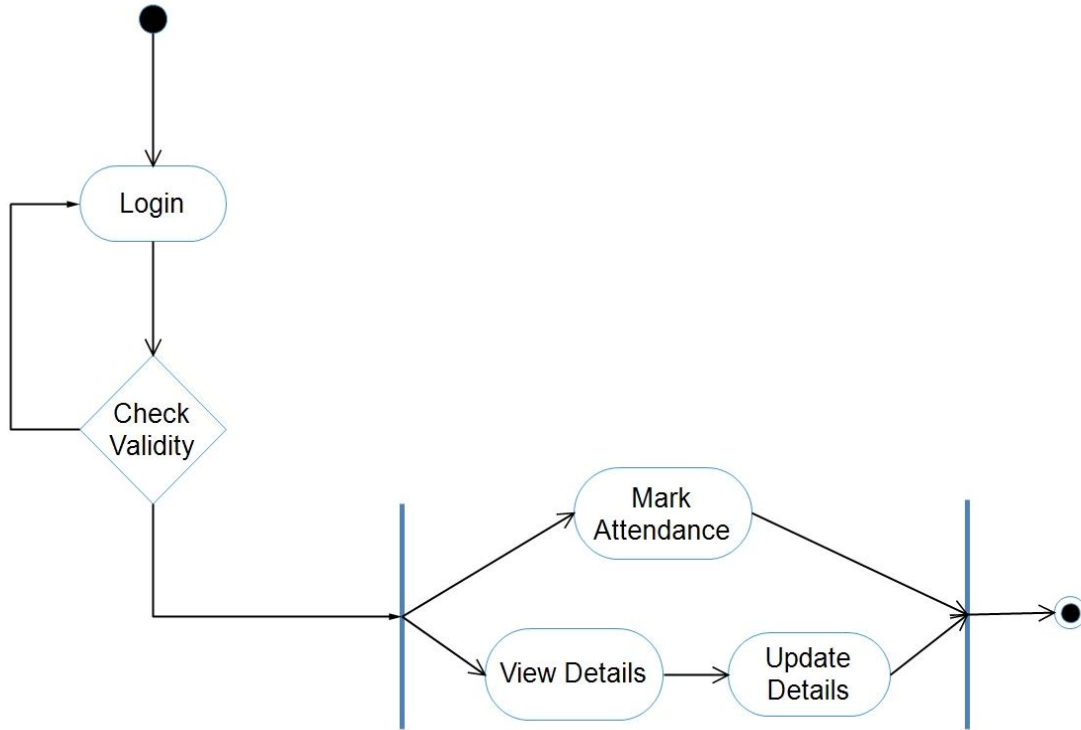 Login
Check
Validity
Mark
Attendance
View Details
Update
Details